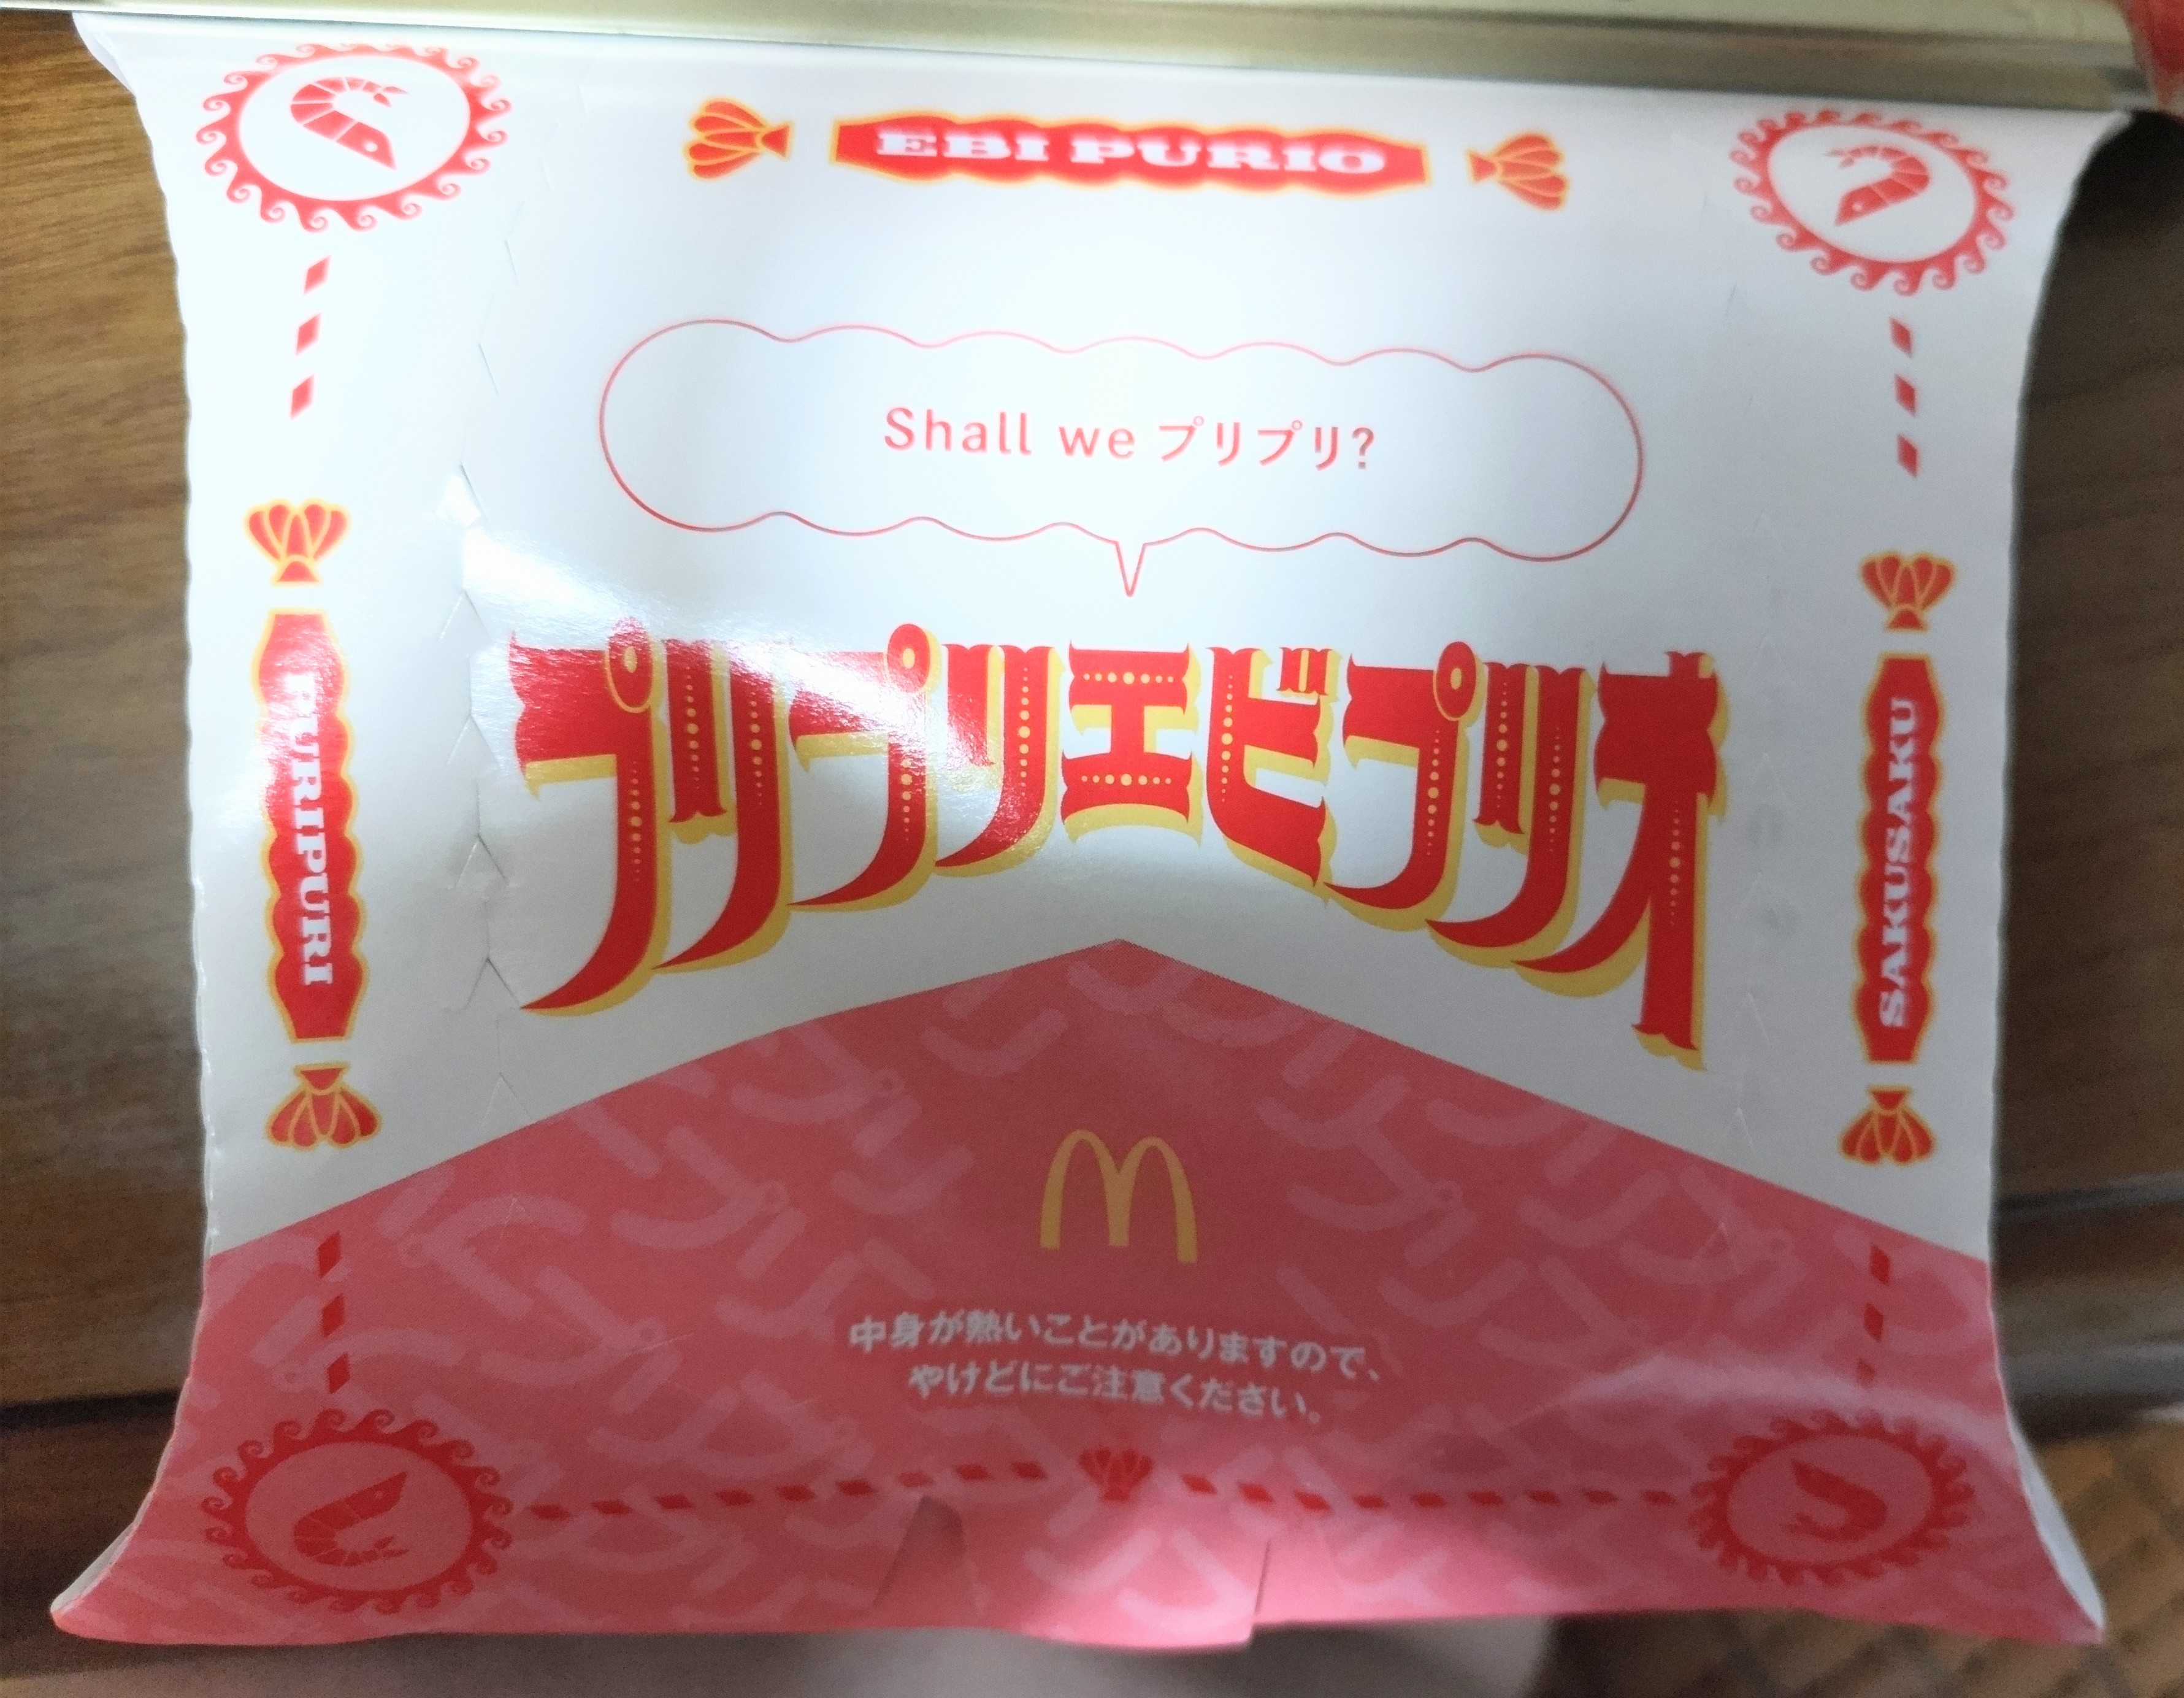 EBI PURIO
Shall we プリプリ?
プリプリエビプリオ
PURIPURI
SAKUSAKU
中身が熱いことがありますので、
やけどにご注意ください。